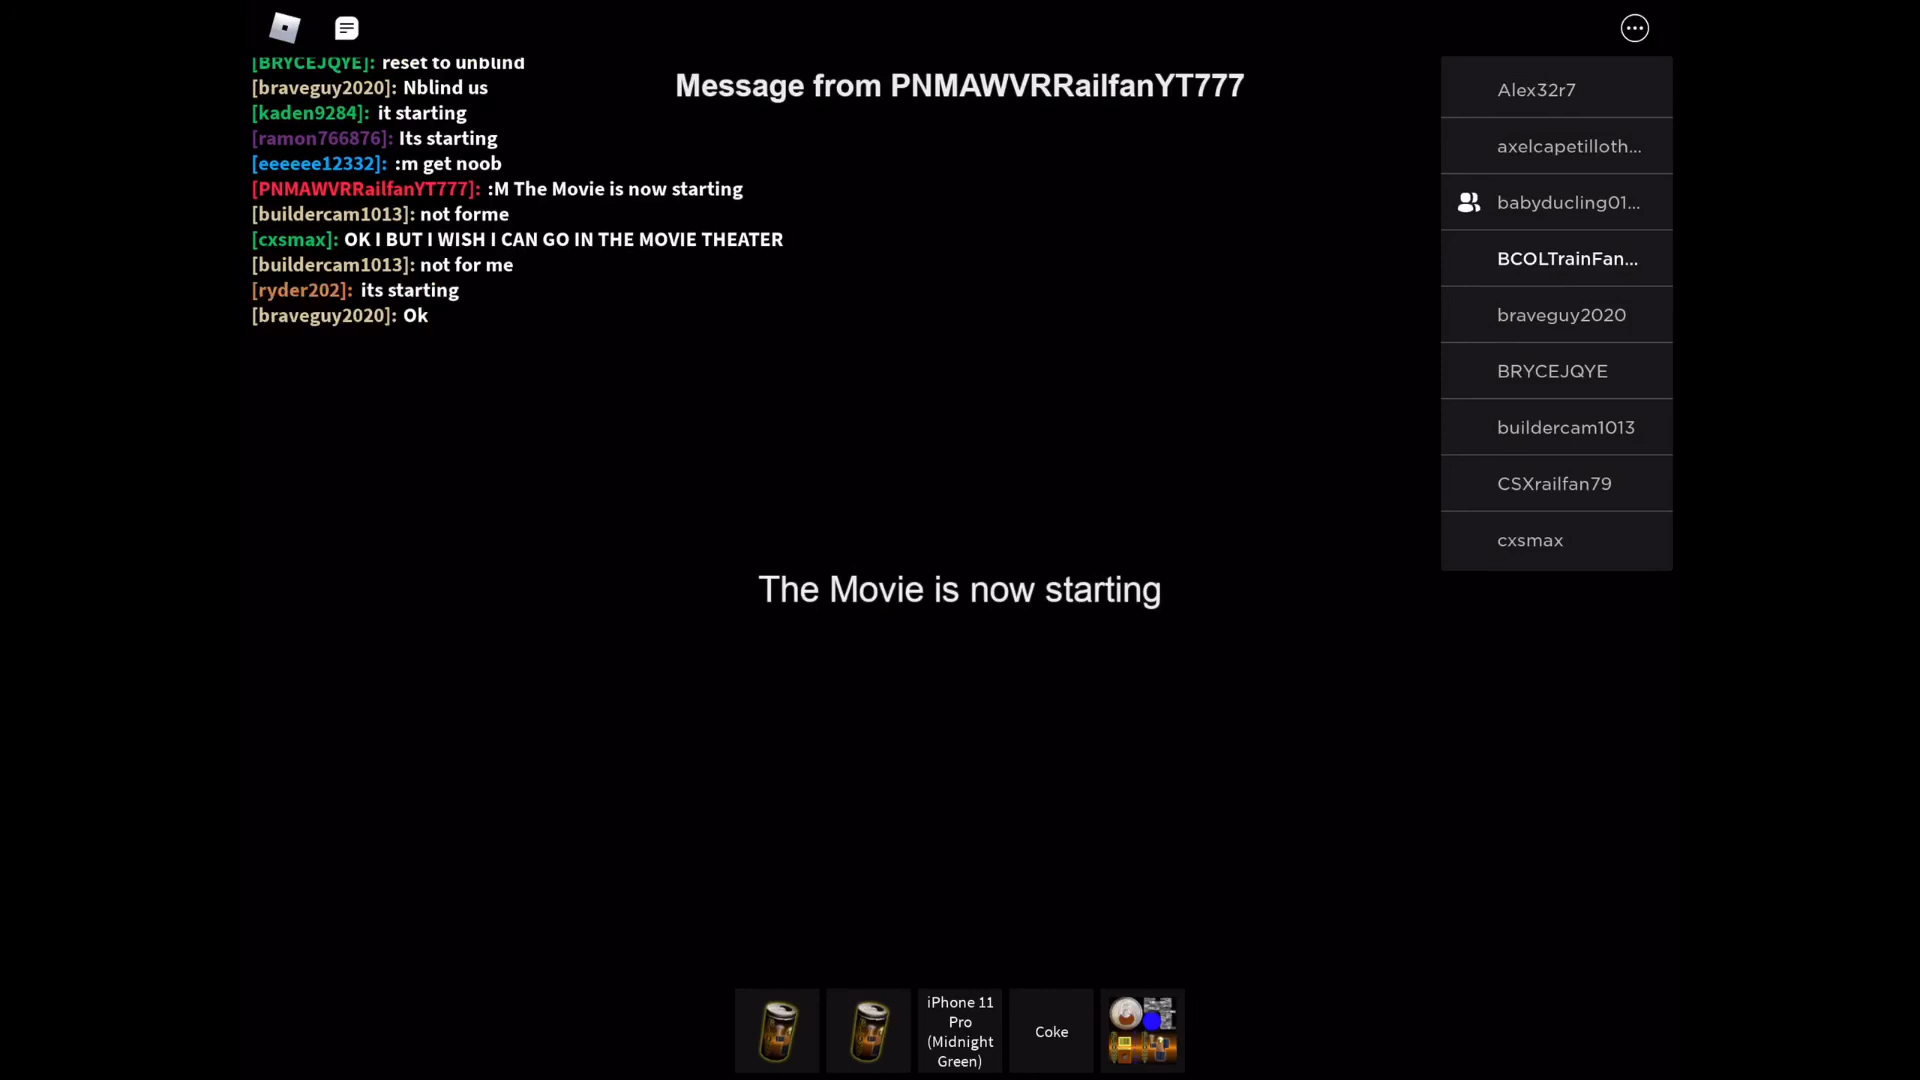 [BRYCEJQYE]: reset to unblind
[braveguy2020]: Nblind us
[kaden9284]: it starting
[ramon766876]: Its starting
[eeeeee12332]: :m get noob
[PNMAWVRRailfanYT777]: :M The Movie is now starting
[buildercam1013]: not forme
[cxsmax]: OK I BUT I WISH I CAN GO IN THE MOVIE THEATER
[buildercam1013]: not for me
[ryder202]: its starting
[braveguy2020]: Ok
Message from PNMAWVRRailfanYT777
Alex32r7
axelcapetilloth...
babyducling01...
BCOLTrainFan...
braveguy2020
BRYCEJQYE
buildercam1013
CSXrailfan79
cxsmax
The Movie is now starting
iPhone 11
Pro
(Midnight
Green)
Coke